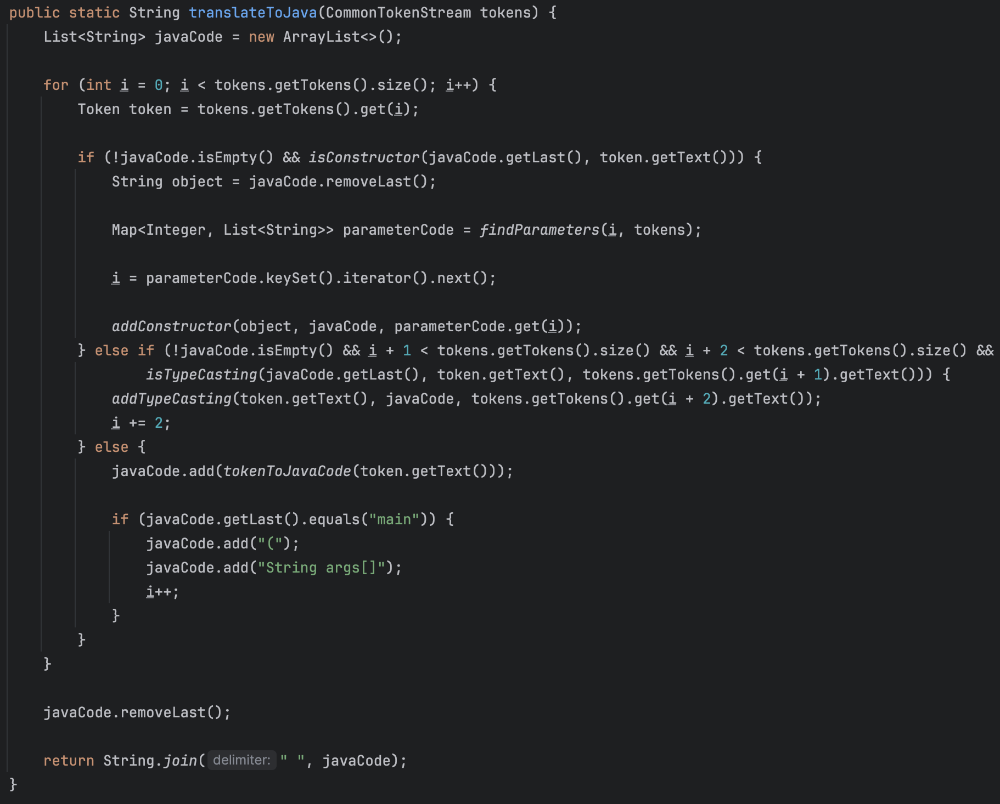 public static String translateToJava(CommonTokenStream tokens) {
    List<String> javaCode = new ArrayList<>();
    for (int i = 0; i < tokens.getTokens().size(); i++) {
        Token token = tokens.getTokens().get(i);
        if (!javaCode.isEmpty() && isConstructor(javaCode.getLast(), token.getText())) {
            String object = javaCode.removeLast();
            Map<Integer, List<String>> parameterCode = findParameters(i, tokens);
            i = parameterCode.keySet().iterator().next();
            addConstructor(object, javaCode, parameterCode.get(i));
        } else if (!javaCode.isEmpty() && i + 1 < tokens.getTokens().size() && i + 2 < tokens.getTokens().size() &&
                isTypeCasting(javaCode.getLast(), token.getText(), tokens.getTokens().get(i + 1).getText())) {
            addTypeCasting(token.getText(), javaCode, tokens.getTokens().get(i + 2).getText());
            i += 2;
        } else {
            javaCode.add(tokenToJavaCode(token.getText()));
            if (javaCode.getLast().equals("main")) {
                javaCode.add("(");
                javaCode.add("String args[]");
                i++;
            }
        }
    }
    javaCode.removeLast();
    return String.join( delimiter: " ", javaCode);
}